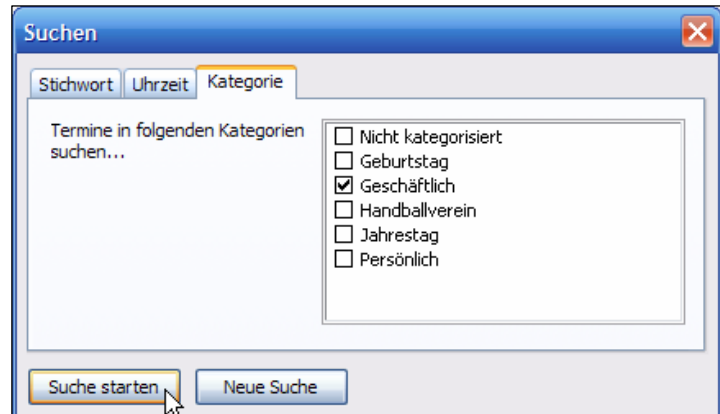 Suchen
Stichwort Uhrzeit Kategorie
Termine in folgenden Kategorien
suchen...
Nicht kategorisiert
Geburtstag
Geschäftlich
Handballverein
Jahrestag
Persönlich
Suche starten Neue Suche